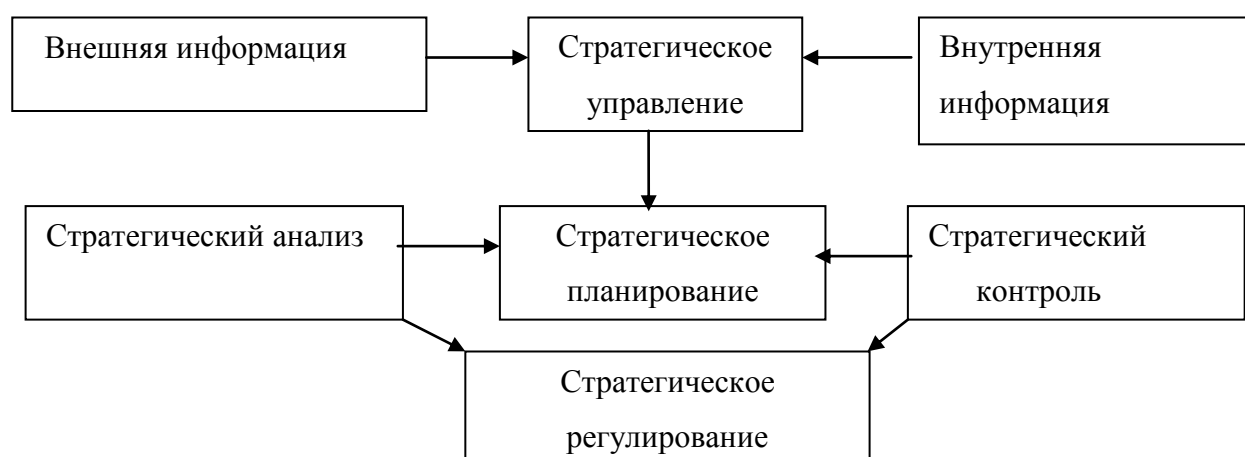 Внешняя информация
Стратегическое
управление
Внутренняя
информация
Стратегический анализ
Стратегическое
планирование
Стратегический
контроль
Стратегическое
регулирование